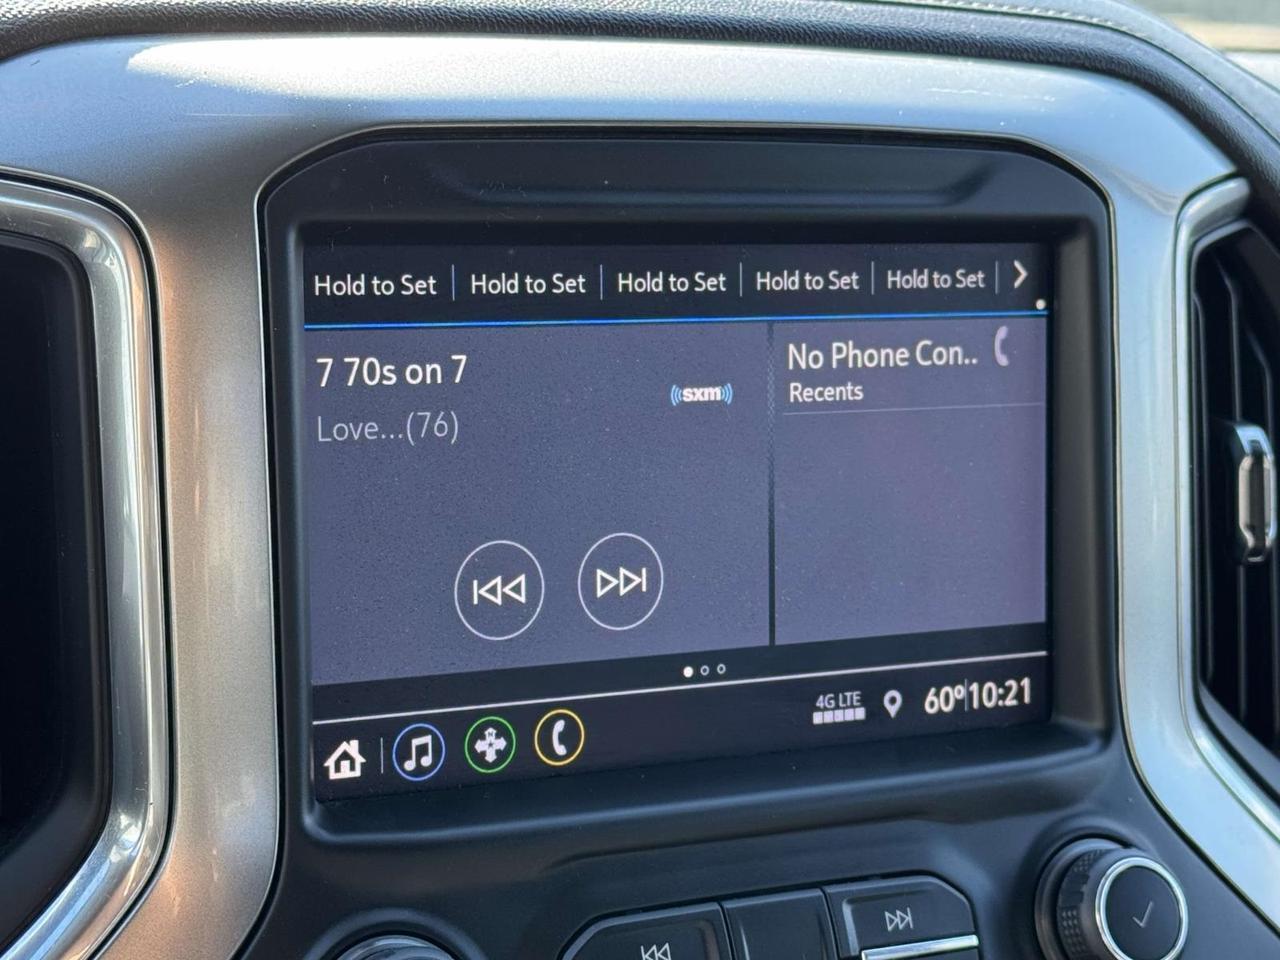 Hold to Set Hold to Set Hold to Set Hold to Set Hold to Set
7 70s on 7
sxm
Love...(76)
No Phone Con..
Recents
4G LTE
60° 10:21
N